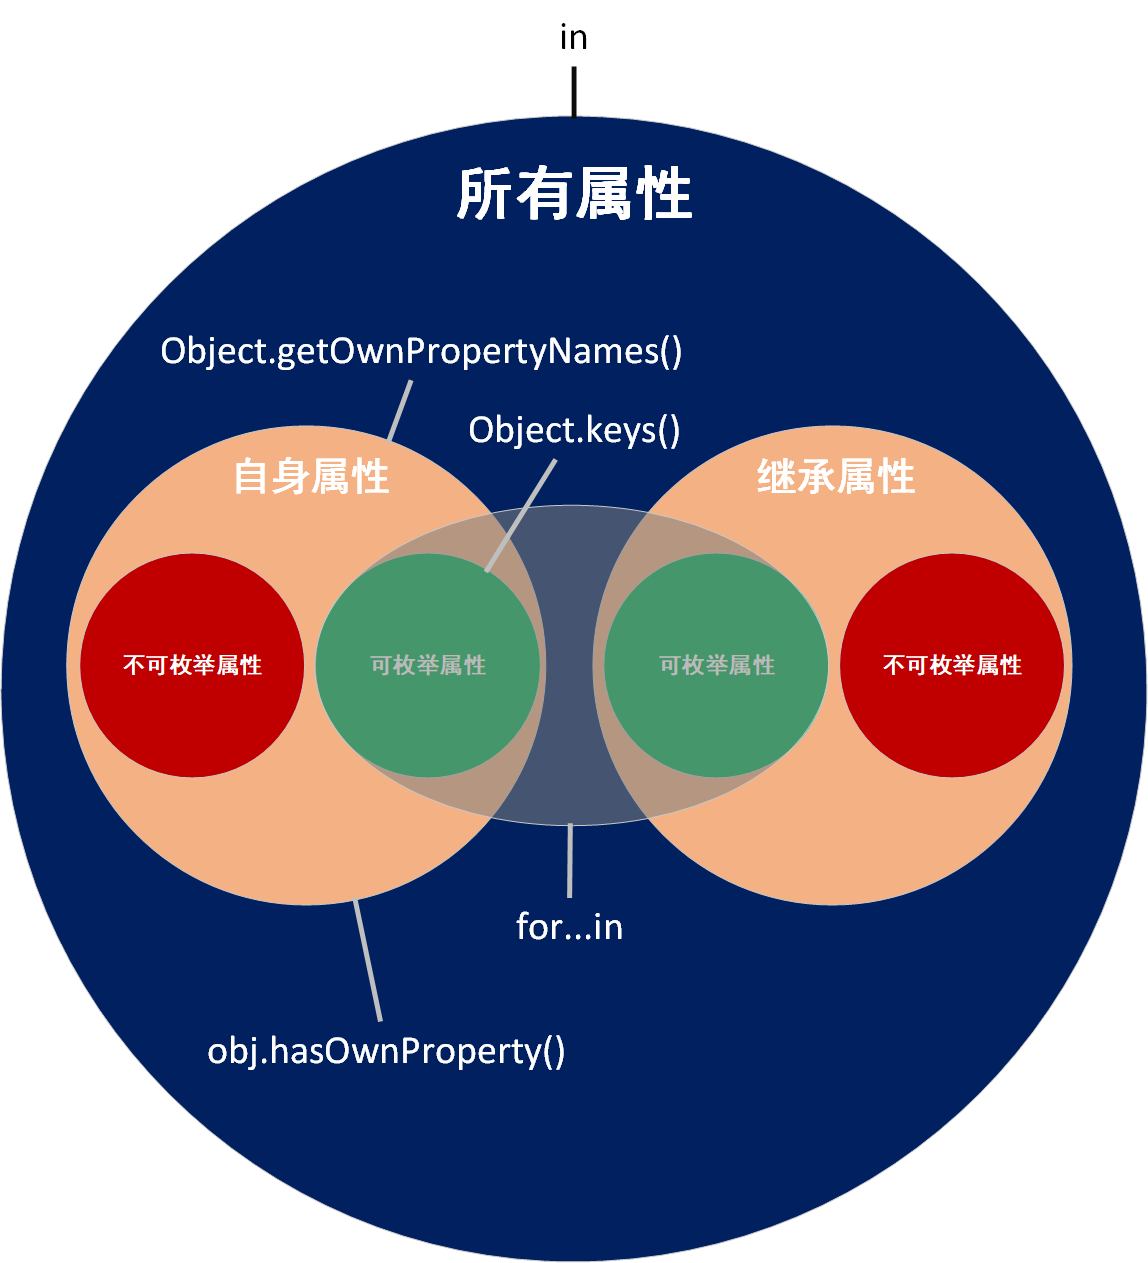 in
所有属性
Object.getOwnPropertyNames()
Object.keys()
自身属性
继承属性
不可枚举属性
可枚举属性
可枚举属性
不可枚举属性
for...in
obj.hasOwnProperty()